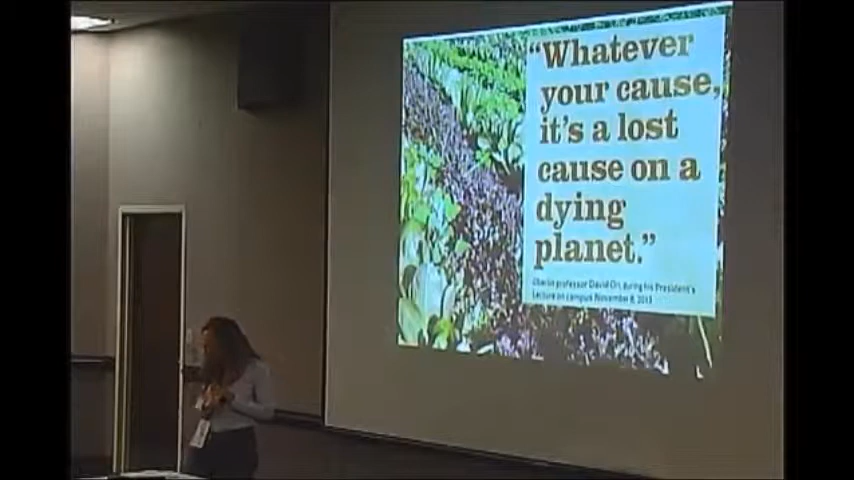 “Whatever
your cause,
it’s a lost
cause on a
dying
planet.”
Oberlin professor David Orr, during his President’s
Lecture on campus November 8, 2013